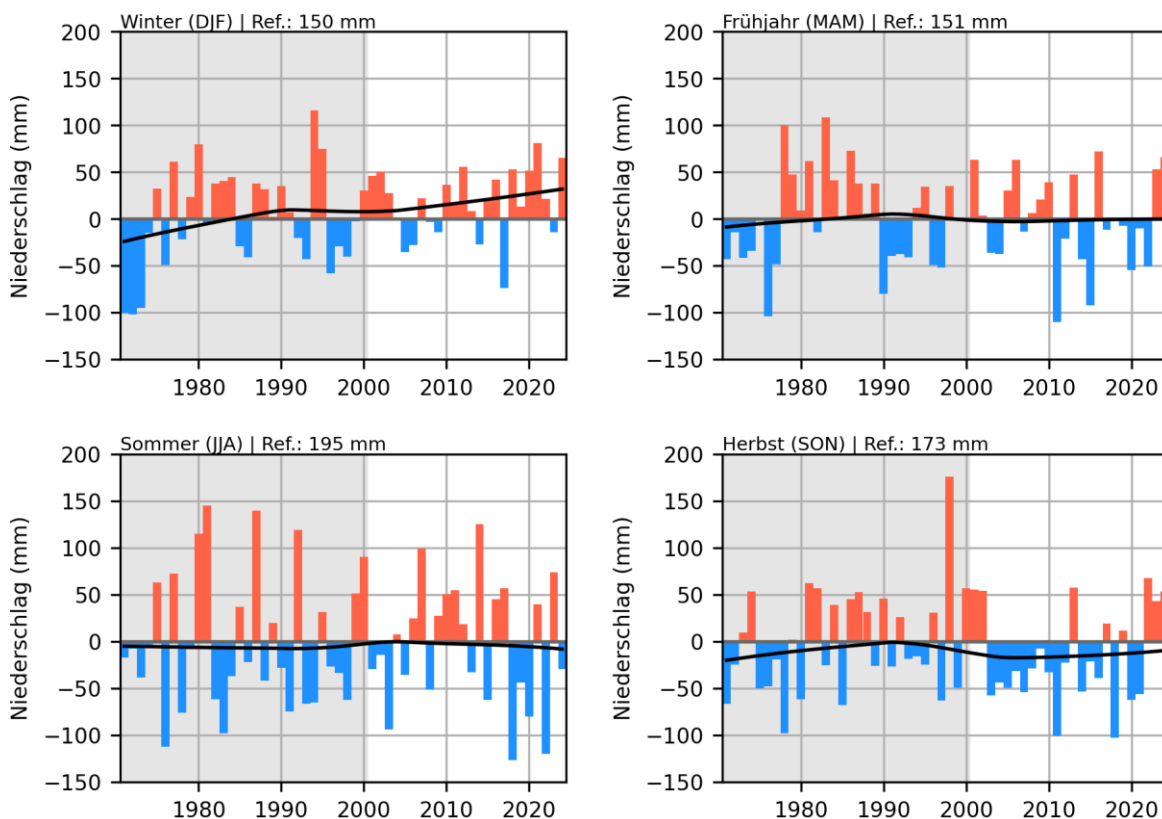 Winter (DJF) | Ref.: 150 mm
Niederschlag (mm)
200
150
100
50
0
−50
−100
−150
1980 1990 2000 2010 2020
Frühjahr (MAM) | Ref.: 151 mm
Niederschlag (mm)
200
150
100
50
0
−50
−100
−150
1980 1990 2000 2010 2020
Sommer (JJA) | Ref.: 195 mm
Niederschlag (mm)
200
150
100
50
0
−50
−100
−150
1980 1990 2000 2010 2020
Herbst (SON) | Ref.: 173 mm
Niederschlag (mm)
200
150
100
50
0
−50
−100
−150
1980 1990 2000 2010 2020